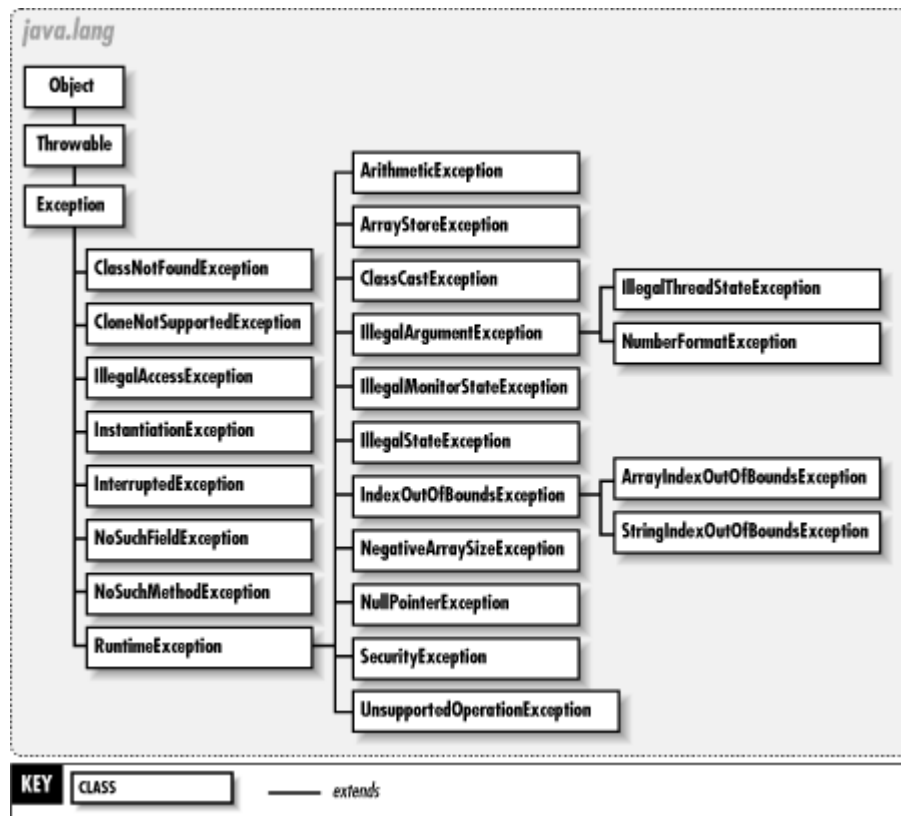 java.lang
Object
Throwable
Exception
ClassNotFoundException
CloneNotSupportedException
IllegalAccessException
InstantiationException
InterruptedException
NoSuchFieldException
NoSuchMethodException
RuntimeException
ArithmeticException
ArrayStoreException
ClassCastException
IllegalArgumentException
IllegalMonitorStateException
IllegalStateException
IndexOutOfBoundsException
NegativeArraySizeException
NullPointerException
SecurityException
UnsupportedOperationException
IllegalThreadStateException
NumberFormatException
ArrayIndexOutOfBoundsException
StringIndexOutOfBoundsException
KEY
CLASS
extends